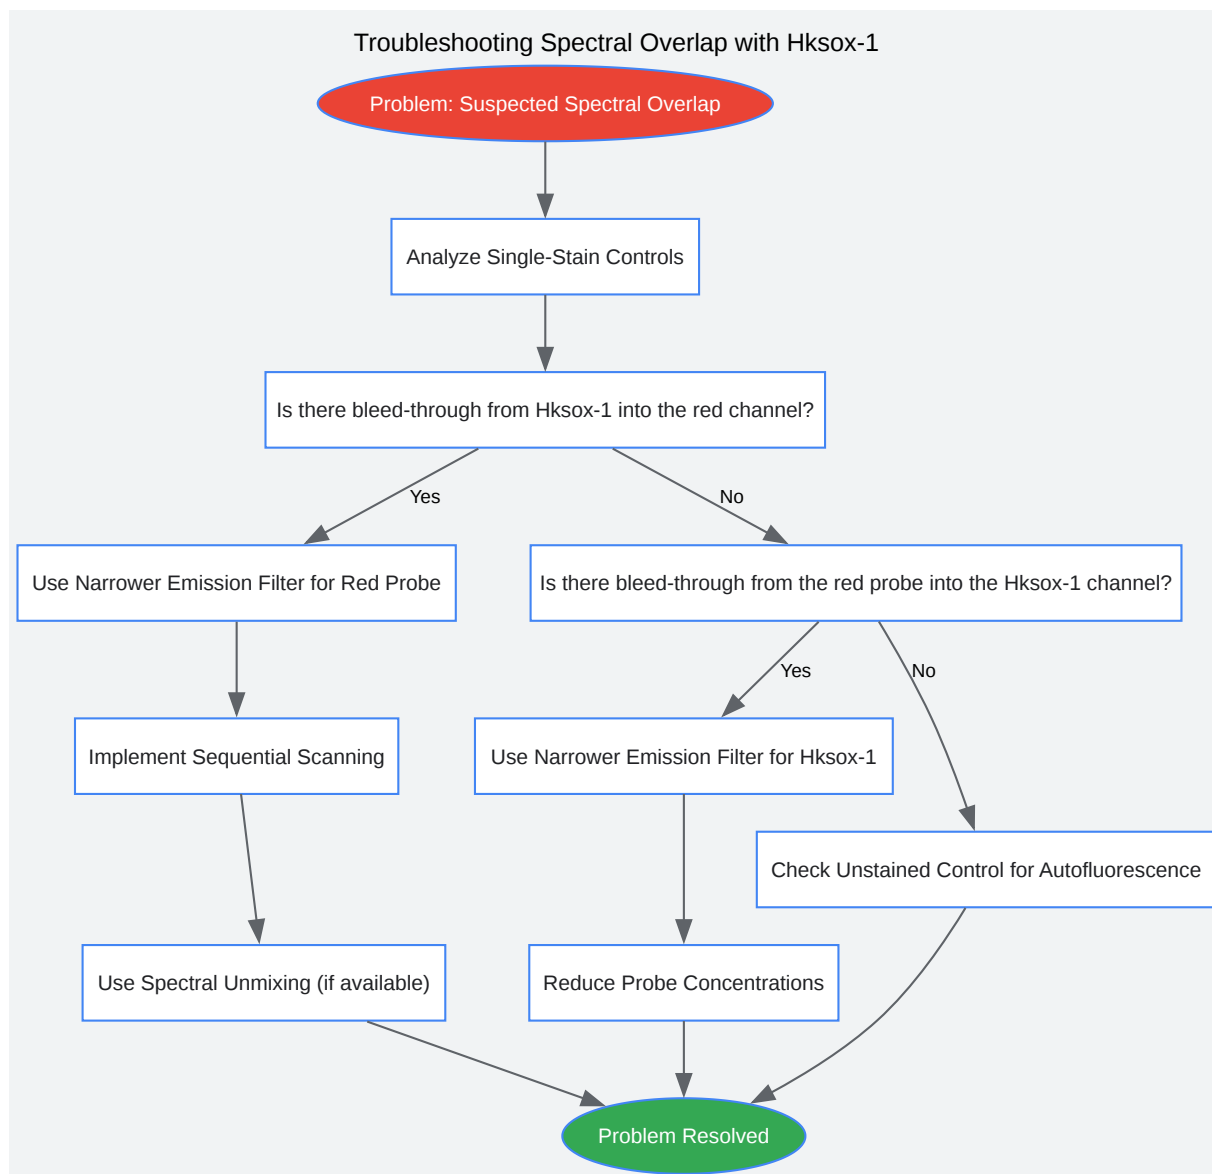 Troubleshooting Spectral Overlap with Hksox-1
Problem: Suspected Spectral Overlap
Analyze Single-Stain Controls
Is there bleed-through from Hksox-1 into the red channel?
Yes
No
Use Narrower Emission Filter for Red Probe
Is there bleed-through from the red probe into the Hksox-1 channel?
Yes
No
Implement Sequential Scanning
Use Narrower Emission Filter for Hksox-1
Check Unstained Control for Autofluorescence
Use Spectral Unmixing (if available)
Reduce Probe Concentrations
Problem Resolved